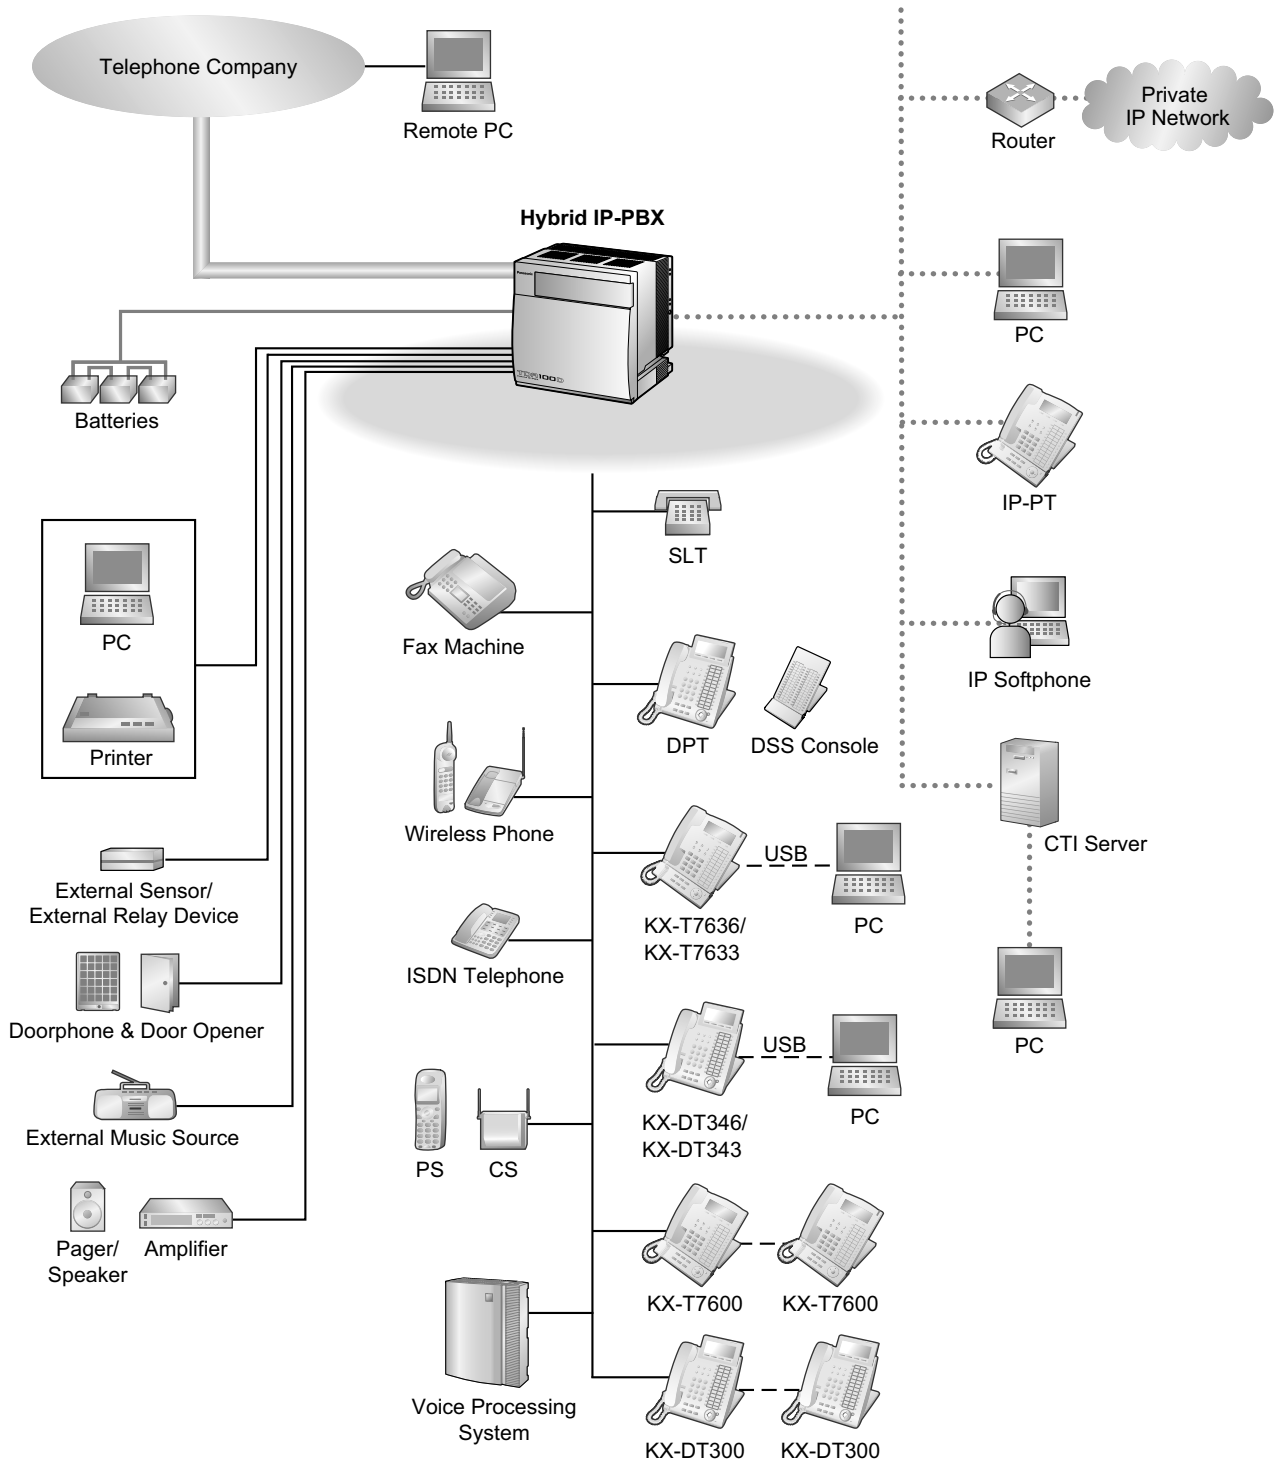 Telephone Company
Remote PC
Router
Private
IP Network
Hybrid IP-PBX
PC
Batteries
IP-PT
SLT
PC
Fax Machine
IP Softphone
Printer
DPT
DSS Console
Wireless Phone
CTI Server
USB
External Sensor/
External Relay Device
KX-T7636/
KX-T7633
PC
ISDN Telephone
Doorphone & Door Opener
USB
PC
External Music Source
KX-DT346/
KX-DT343
PC
PS
CS
Pager/
Speaker
Amplifier
KX-T7600
KX-T7600
Voice Processing
System
KX-DT300
KX-DT300